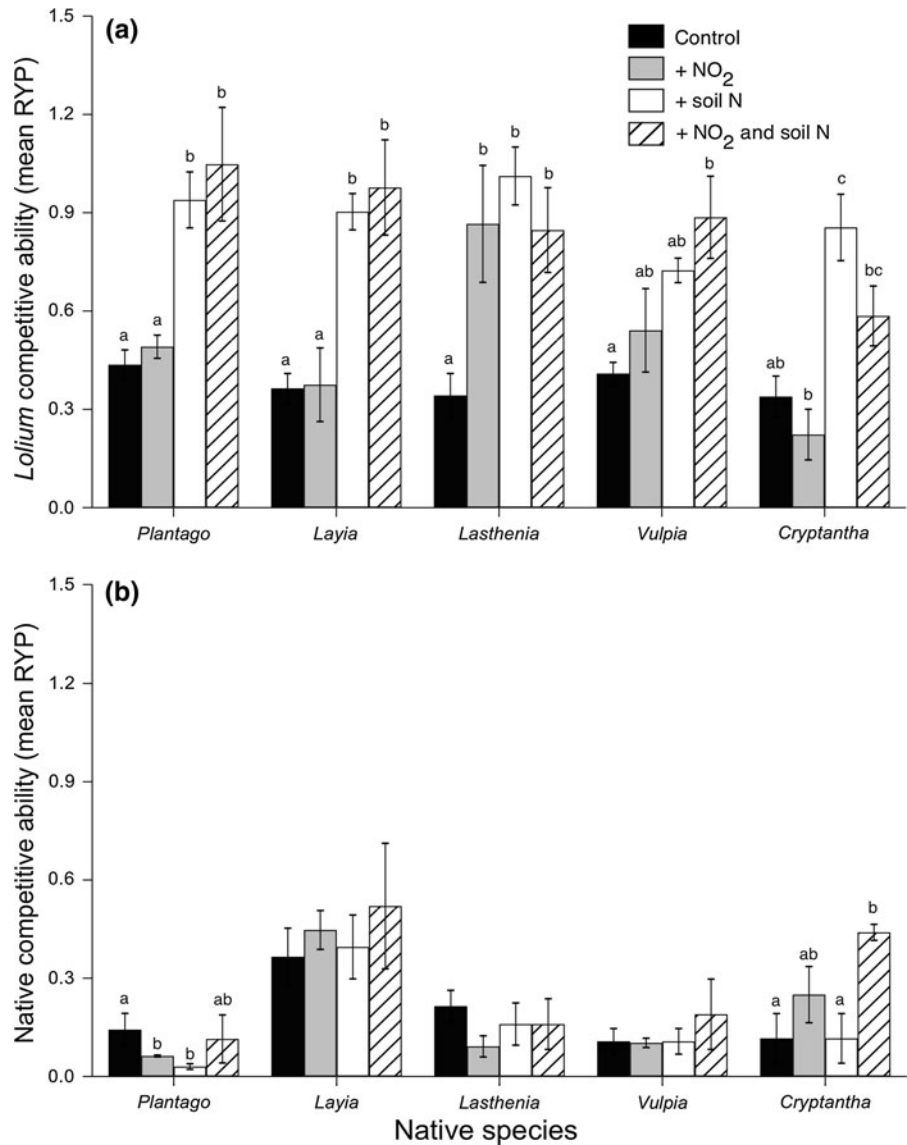 (a)
Control
+ NO2
+ soil N
+ NO2 and soil N
Lolium competitive ability (mean RYP)
1.5
1.2
0.9
0.6
0.3
0.0
a a b b
a a b b
a b b b
a ab ab b
ab b c bc
Plantago Layia Lasthenia Vulpia Cryptantha
(b)
Native competitive ability (mean RYP)
1.5
1.2
0.9
0.6
0.3
0.0
a b b ab
a ab a b
Plantago Layia Lasthenia Vulpia Cryptantha
Native species